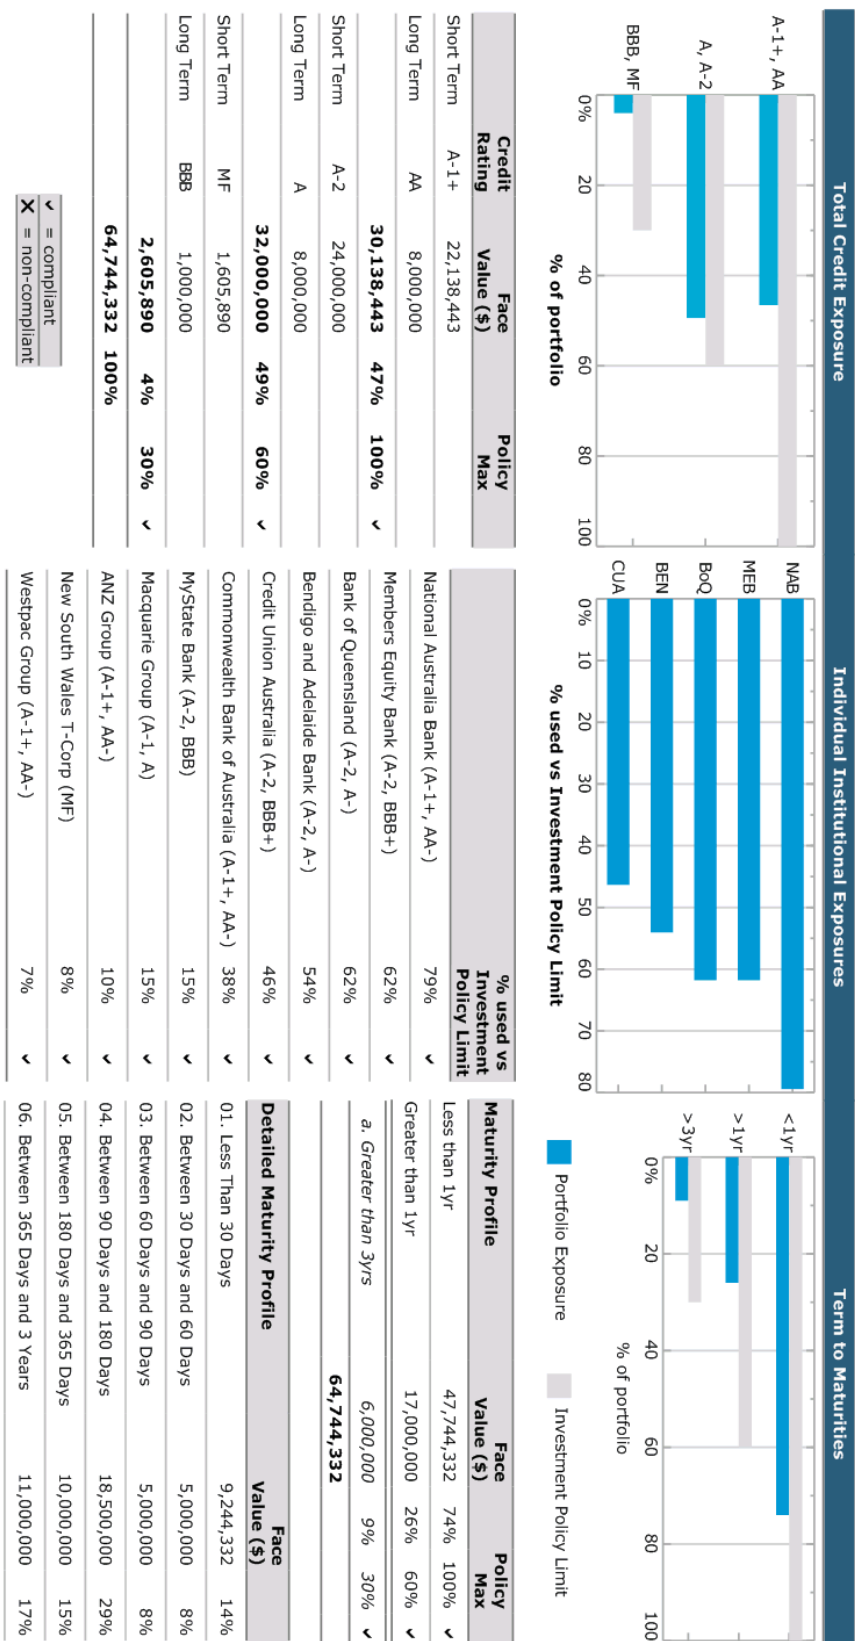 Total Credit Exposure
A-1+, AA
A, A-2
BBB, MF
0% 20 40 60 80 100
% of portfolio
Credit Rating Face Value ($) Policy Max
Short Term A-1+ 22,138,443
Long Term AA 8,000,000
30,138,443 47% 100% ✔
Short Term A-2 24,000,000
Long Term A 8,000,000
32,000,000 49% 60% ✔
Short Term MF 1,605,890
Long Term BBB 1,000,000
2,605,890 4% 30% ✔
64,744,332 100%
✔ = compliant
✘ = non-compliant
Individual Institutional Exposures
NAB
MEB
BoQ
BEN
CUA
0% 10 20 30 40 50 60 70 80
% used vs Investment Policy Limit
% used vs
Investment
Policy Limit
National Australia Bank (A-1+, AA-) 79% ✔
Members Equity Bank (A-2, BBB+) 62% ✔
Bank of Queensland (A-2, A-) 62% ✔
Bendigo and Adelaide Bank (A-2, A-) 54% ✔
Credit Union Australia (A-2, BBB+) 46% ✔
Commonwealth Bank of Australia (A-1+, AA-) 38% ✔
MyState Bank (A-2, BBB) 15% ✔
Macquarie Group (A-1, A) 15% ✔
ANZ Group (A-1+, AA-) 10% ✔
New South Wales T-Corp (MF) 8% ✔
Westpac Group (A-1+, AA-) 7% ✔
Term to Maturities
<1yr
>1yr
>3yr
0% 20 40 60 80 100
% of portfolio
Portfolio Exposure Investment Policy Limit
Maturity Profile Face Value ($) Policy Max
Less than 1yr 47,744,332 74% 100% ✔
Greater than 1yr 17,000,000 26% 60% ✔
a. Greater than 3yrs 6,000,000 9% 30% ✔
64,744,332
Detailed Maturity Profile Face Value ($)
01. Less Than 30 Days 9,244,332 14%
02. Between 30 Days and 60 Days 5,000,000 8%
03. Between 60 Days and 90 Days 5,000,000 8%
04. Between 90 Days and 180 Days 18,500,000 29%
05. Between 180 Days and 365 Days 10,000,000 15%
06. Between 365 Days and 3 Years 11,000,000 17%